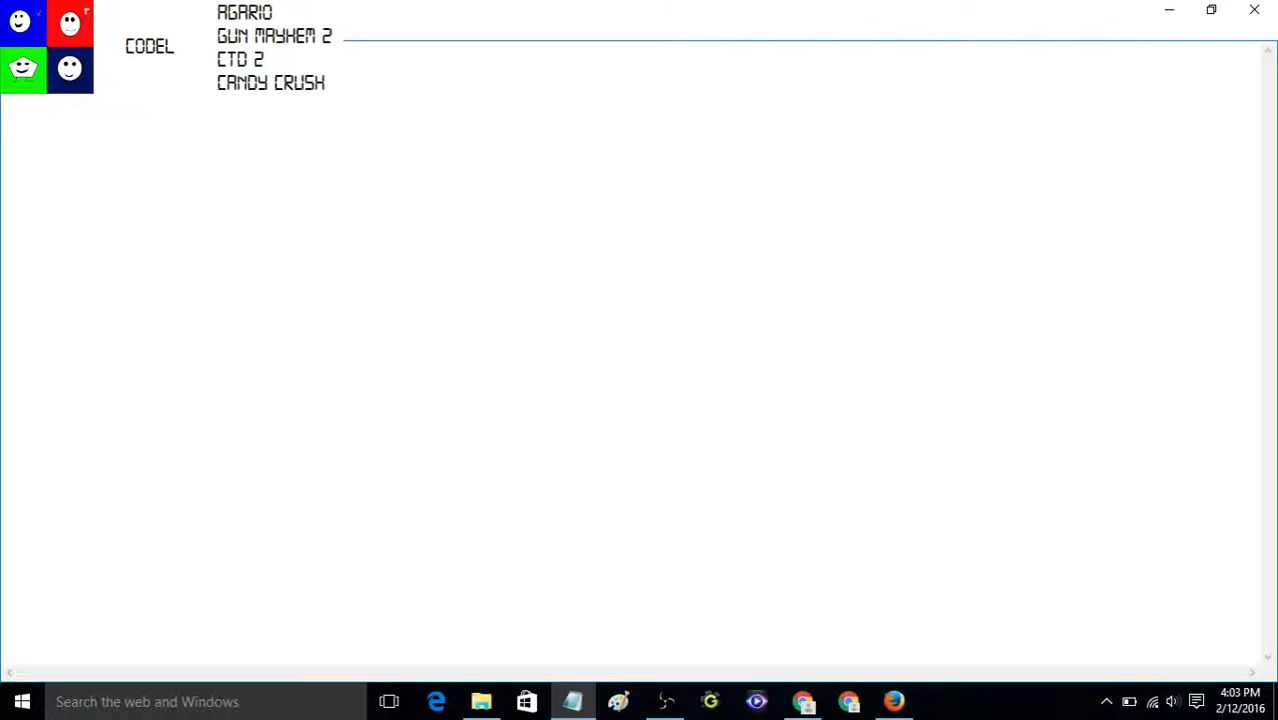 AGARIO
GUN MAYHEM 2
CODEL
CTD 2
CANDY CRUSH
Search the web and Windows
4:03 PM
2/12/2016